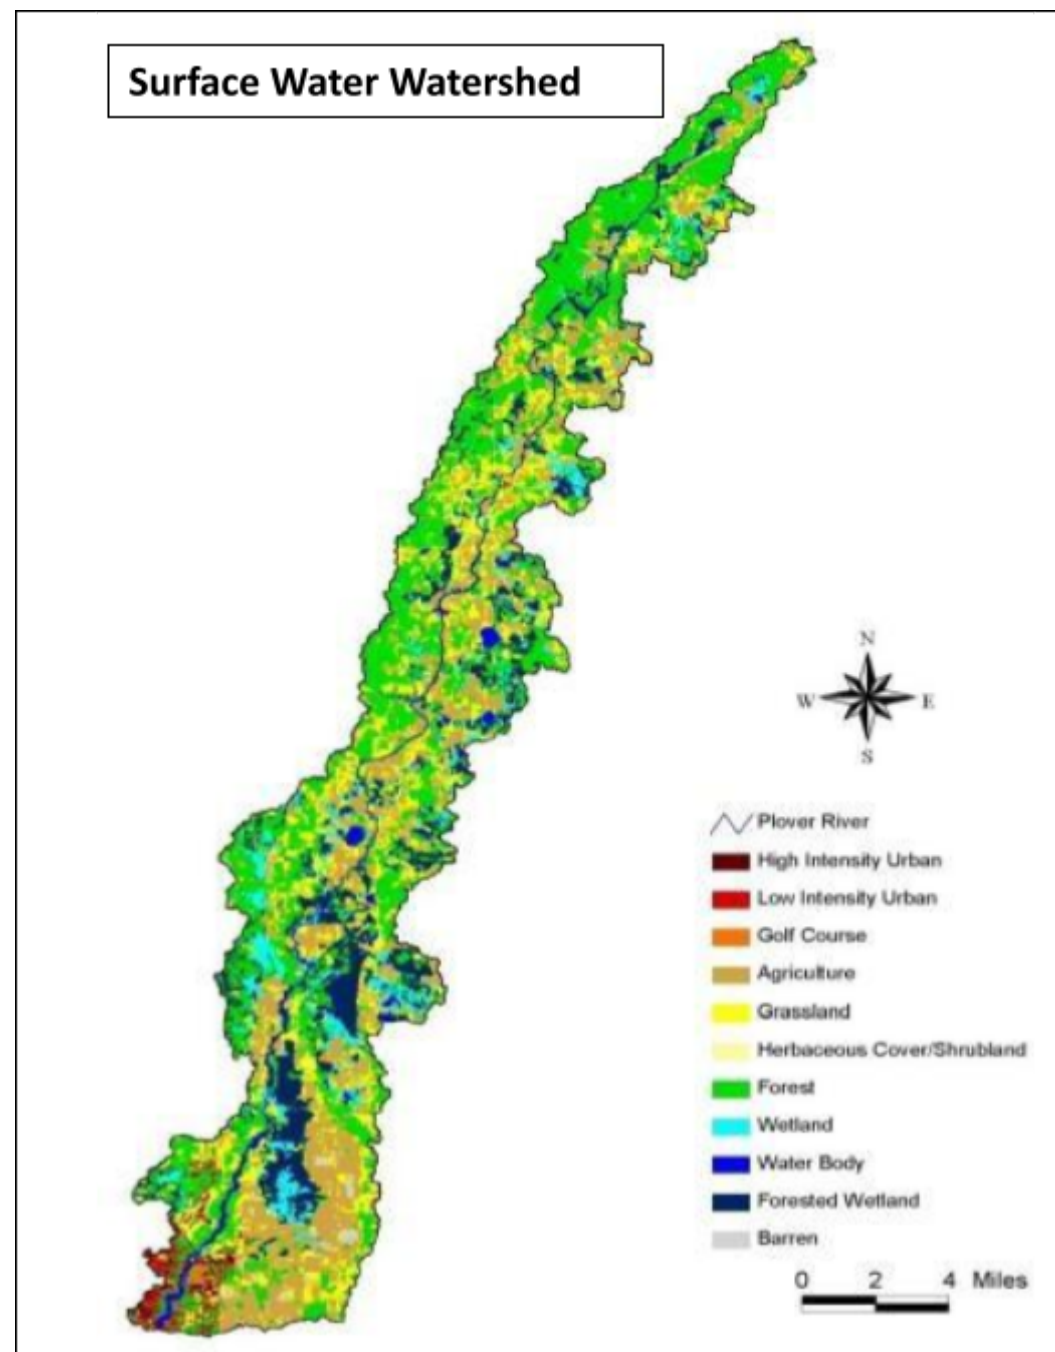 Surface Water Watershed
N
W E
S
Plover River
High Intensity Urban
Low Intensity Urban
Golf Course
Agriculture
Grassland
Herbaceous Cover/Shrubland
Forest
Wetland
Water Body
Forested Wetland
Barren
0 2 4 Miles